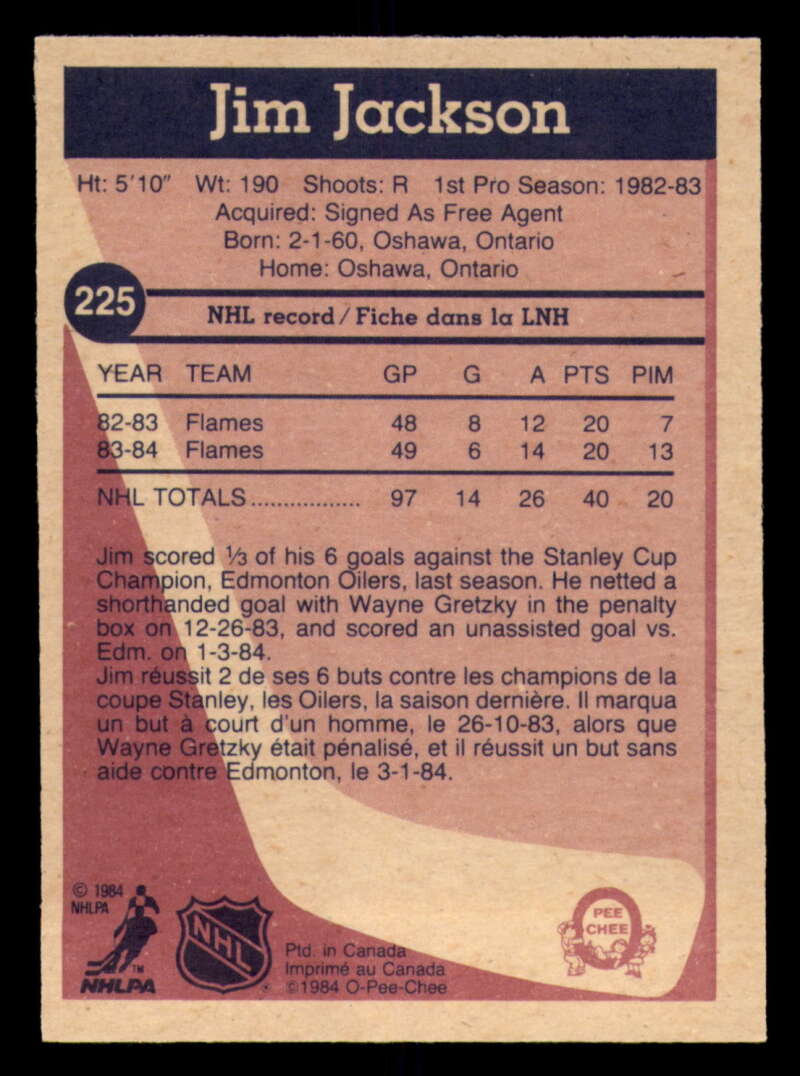 Jim Jackson
Ht: 5'10" Wt: 190 Shoots: R 1st Pro Season: 1982-83
Acquired: Signed As Free Agent
Born: 2-1-60, Oshawa, Ontario
Home: Oshawa, Ontario
225
NHL record / Fiche dans la LNH
YEAR TEAM GP G A PTS PIM
82-83 Flames 48 8 12 20 7
83-84 Flames 49 6 14 20 13
NHL TOTALS................. 97 14 26 40 20
Jim scored ⅓ of his 6 goals against the Stanley Cup
Champion, Edmonton Oilers, last season. He netted a
shorthanded goal with Wayne Gretzky in the penalty
box on 12-26-83, and scored an unassisted goal vs.
Edm. on 1-3-84.
Jim réussit 2 de ses 6 buts contre les champions de la
coupe Stanley, les Oilers, la saison dernière. Il marqua
un but à court d'un homme, le 26-10-83, alors que
Wayne Gretzky était pénalisé, et il réussit un but sans
aide contre Edmonton, le 3-1-84.
© 1984
NHLPA
TM
NHLPA
NHL
Ptd. in Canada
Imprimé au Canada
©1984 O-Pee-Chee
PEE
CHEE